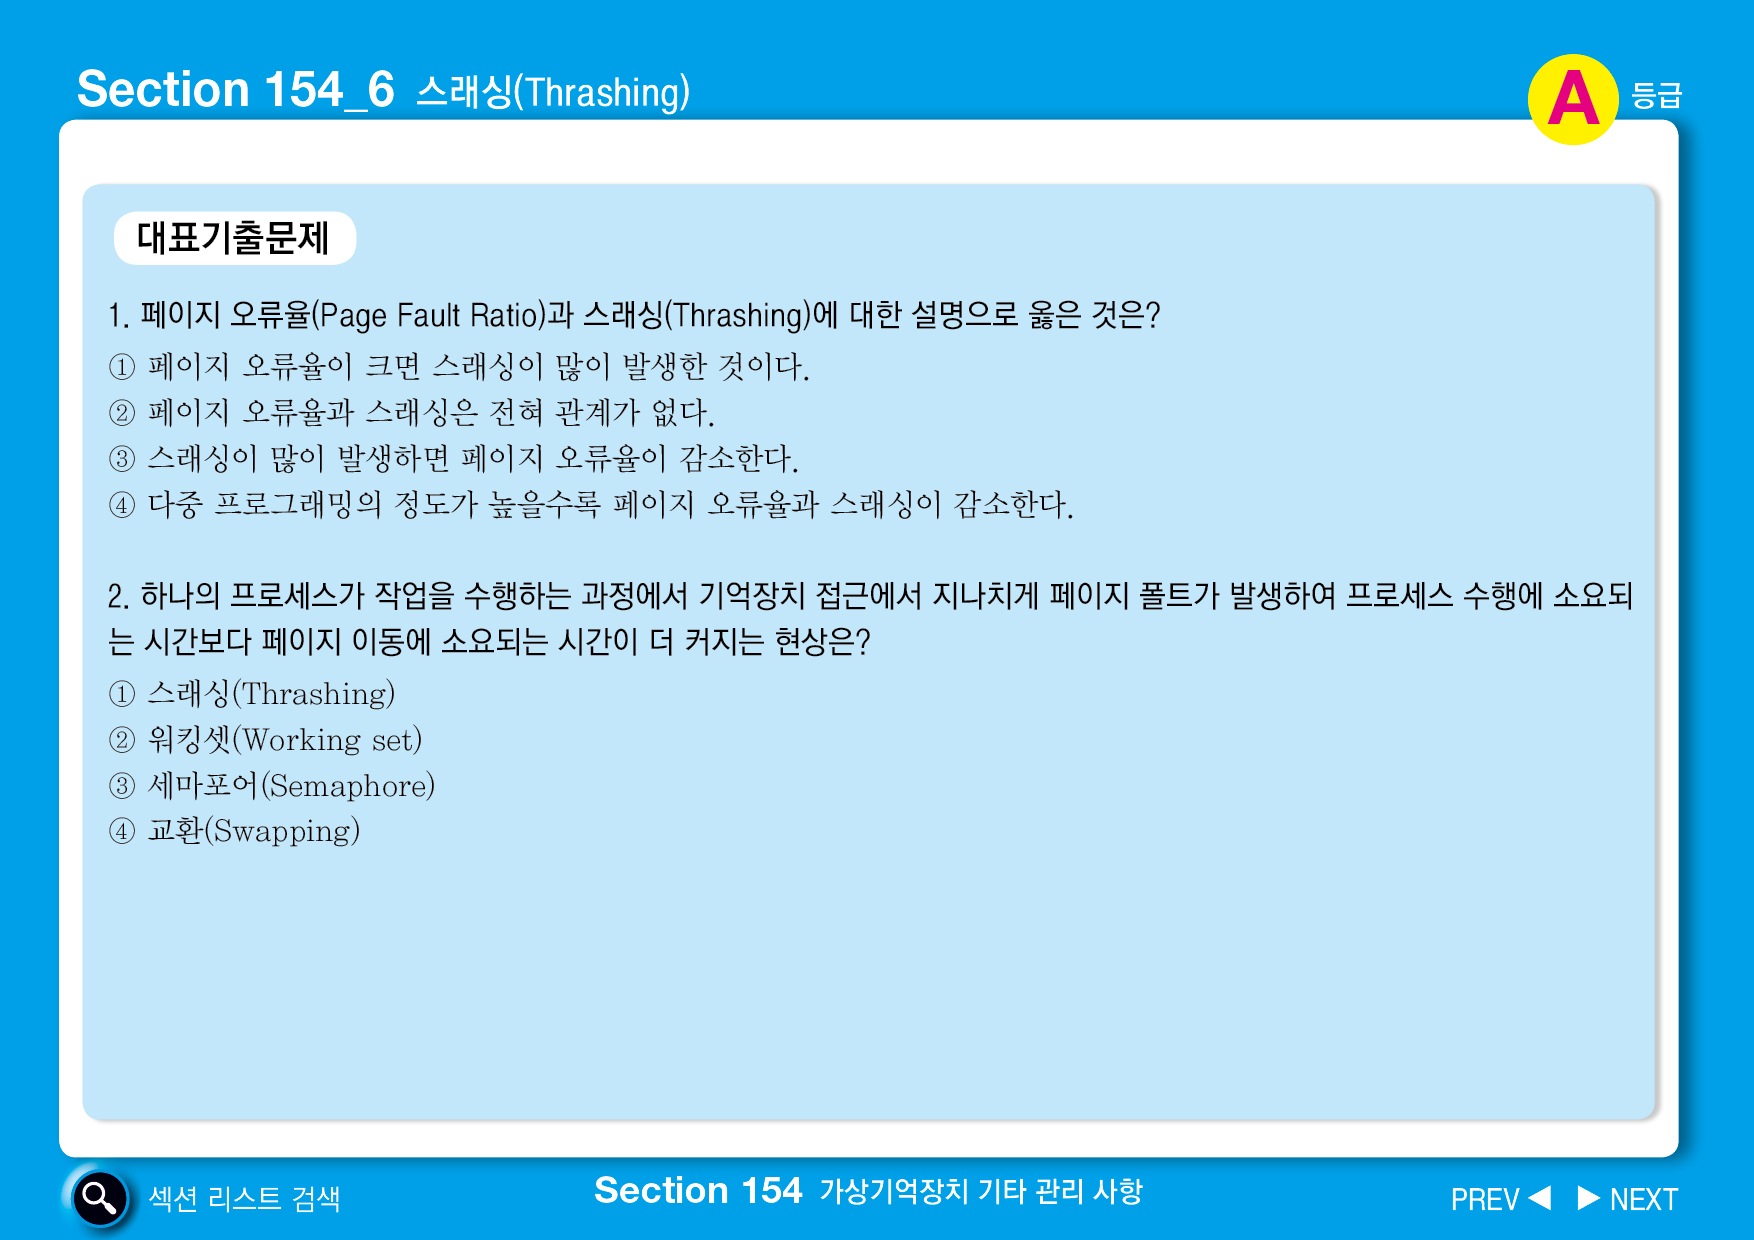 Section 154_6 스래싱(Thrashing)
A 등급
대표기출문제
1. 페이지 오류율(Page Fault Ratio)과 스래싱(Thrashing)에 대한 설명으로 옳은 것은?
① 페이지 오류율이 크면 스래싱이 많이 발생한 것이다.
② 페이지 오류율과 스래싱은 전혀 관계가 없다.
③ 스래싱이 많이 발생하면 페이지 오류율이 감소한다.
④ 다중 프로그래밍의 정도가 높을수록 페이지 오류율과 스래싱이 감소한다.
2. 하나의 프로세스가 작업을 수행하는 과정에서 기억장치 접근에서 지나치게 페이지 폴트가 발생하여 프로세스 수행에 소요되
는 시간보다 페이지 이동에 소요되는 시간이 더 커지는 현상은?
① 스래싱(Thrashing)
② 워킹셋(Working set)
③ 세마포어(Semaphore)
④ 교환(Swapping)
섹션 리스트 검색
Section 154 가상기억장치 기타 관리 사항
PREV ◀ ▶ NEXT